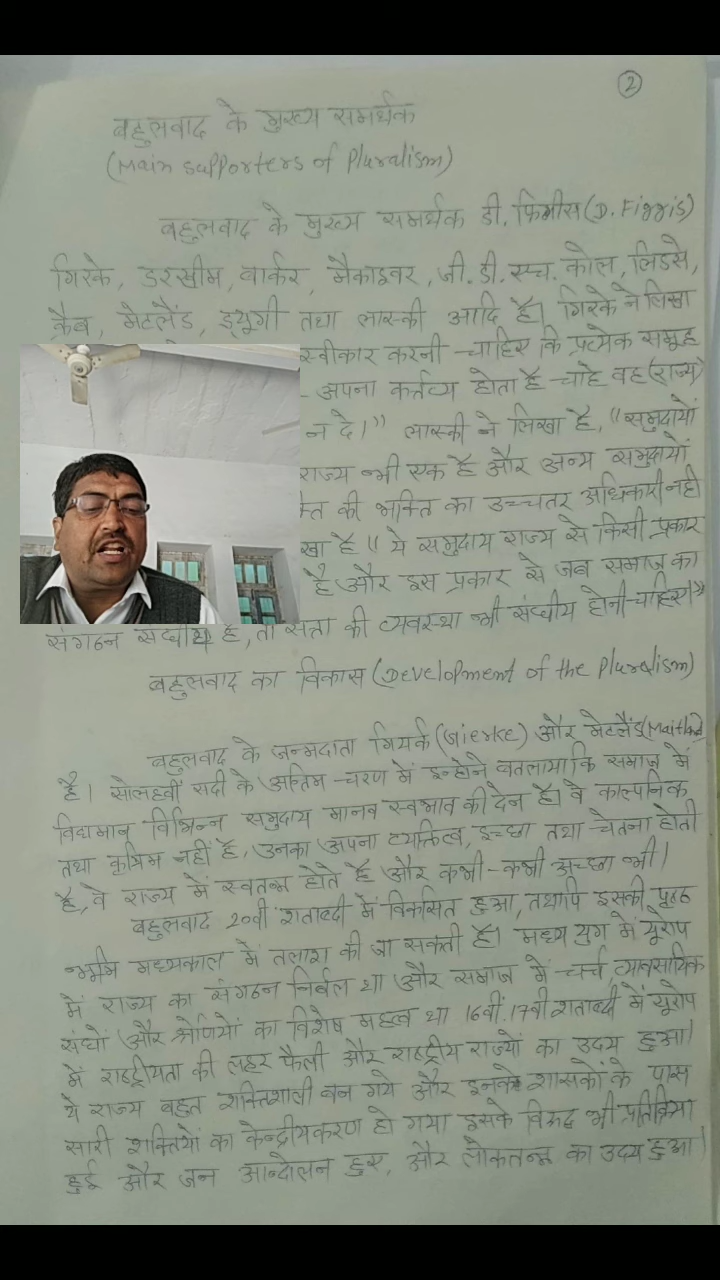 2
बहुलवाद के मुख्य समर्थक
(Main supporters of Pluralism)
बहुलवाद के मुख्य समर्थक डी. फिगीस (D. Figgis)
गिरके, डरखीम, वार्कर, मैकाइवर, जी.डी.एच. कोल, लिडसे,
क्रैब, मेटलैंड, ड्यूगी तथा लास्की आदि है। गिरके ने लिखा
स्वीकार करनी चाहिए कि प्रत्येक समूह
अपना कर्तव्य होता है चाहे वह (राज्य)
न दे।” लास्की ने लिखा है, “समुदायों
राज्य भी एक है और अन्य समुदायों
की भक्ति का उच्चतर अधिकारी नही
है “ ये समुदाय राज्य से किसी प्रकार
है और इस प्रकार से जब समाज का
संगठन संघीय है, तो सत्ता की व्यवस्था भी संघीय होनी चाहिए।”
बहुलवाद का विकास (Development of the Pluralism)
बहुलवाद के जन्मदाता गियर्के (Gierke) और मेटलैंड (Maitland)
है। सोलहवीं सदी के अन्तिम चरण में इन्होने बतलाया कि समाज में
विद्यमान विभिन्न समुदाय मानव स्वभाव की देन है। वे काल्पनिक
तथा कृत्रिम नहीं है, उनका अपना व्यक्तित्व, इच्छा तथा चेतना होती
है, वे राज्य में स्वतन्त्र होते है और कभी-कभी अच्छा भी।
बहुलवाद 20वी शताब्दी में विकसित हुआ, तथापि इसकी पृष्ठ
भूमि मध्यकाल में तलाश की जा सकती है। मध्य युग में यूरोप
में राज्य का संगठन निर्बल था और समाज में चर्च व्यावसायिक
संघों और श्रेणियों का विशेष महत्व था 16वीं, 17वी शताब्दी में यूरोप
में राष्ट्रीयता की लहर फैली और राष्ट्रीय राज्यों का उदय हुआ।
ये राज्य बहुत शक्तिशाली बन गये और इनके शासकों के पास
सारी शक्तियों का केन्द्रीयकरण हो गया इसके विरुद्ध भी प्रतिक्रिया
हुई और जन आन्दोलन हुए, और लोकतन्त्र का उदय हुआ।